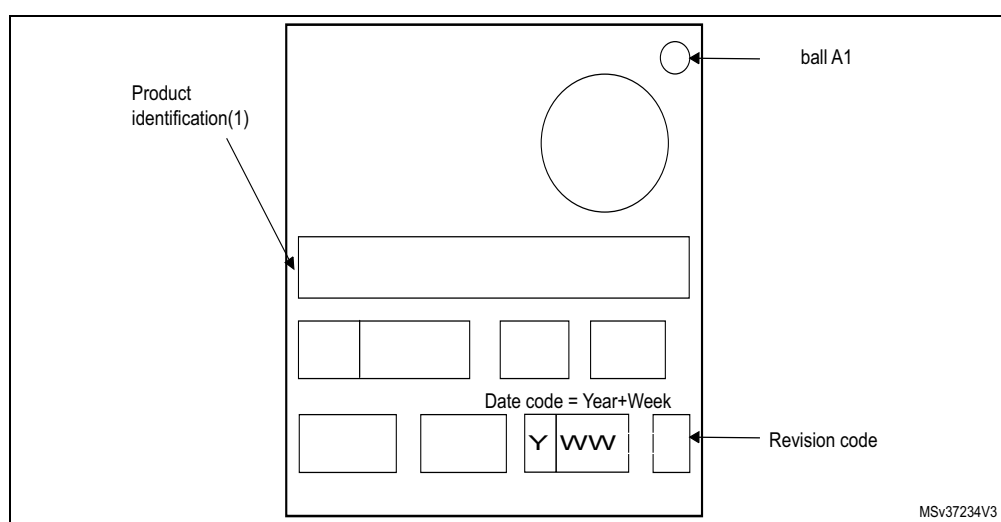 ball A1
Product
identification(1)
Date code = Year+Week
Y WW
Revision code
MSv37234V3